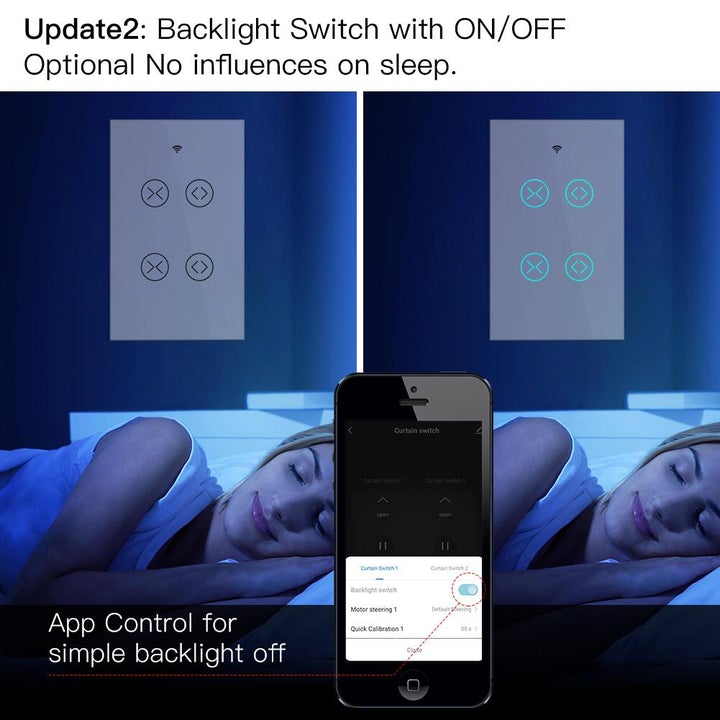 Update2: Backlight Switch with ON/OFF
Optional No influences on sleep.
Curtain switch
Curtain Switch 1 Curtain Switch 2
open open
Curtain Switch 1 Curtain Switch 2
Backlight switch
Motor steering 1 Default Steering >
Quick Calibration 1 30 s >
Close
App Control for
simple backlight off